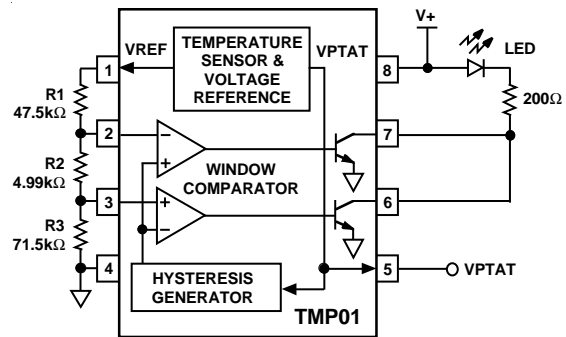 V+
VREF
TEMPERATURE
SENSOR &
VOLTAGE
REFERENCE
VPTAT
LED
1
8
R1
47.5kΩ
200Ω
2
7
−
+
R2
4.99kΩ
WINDOW
COMPARATOR
3
6
+
−
R3
71.5kΩ
4
5
VPTAT
HYSTERESIS
GENERATOR
TMP01